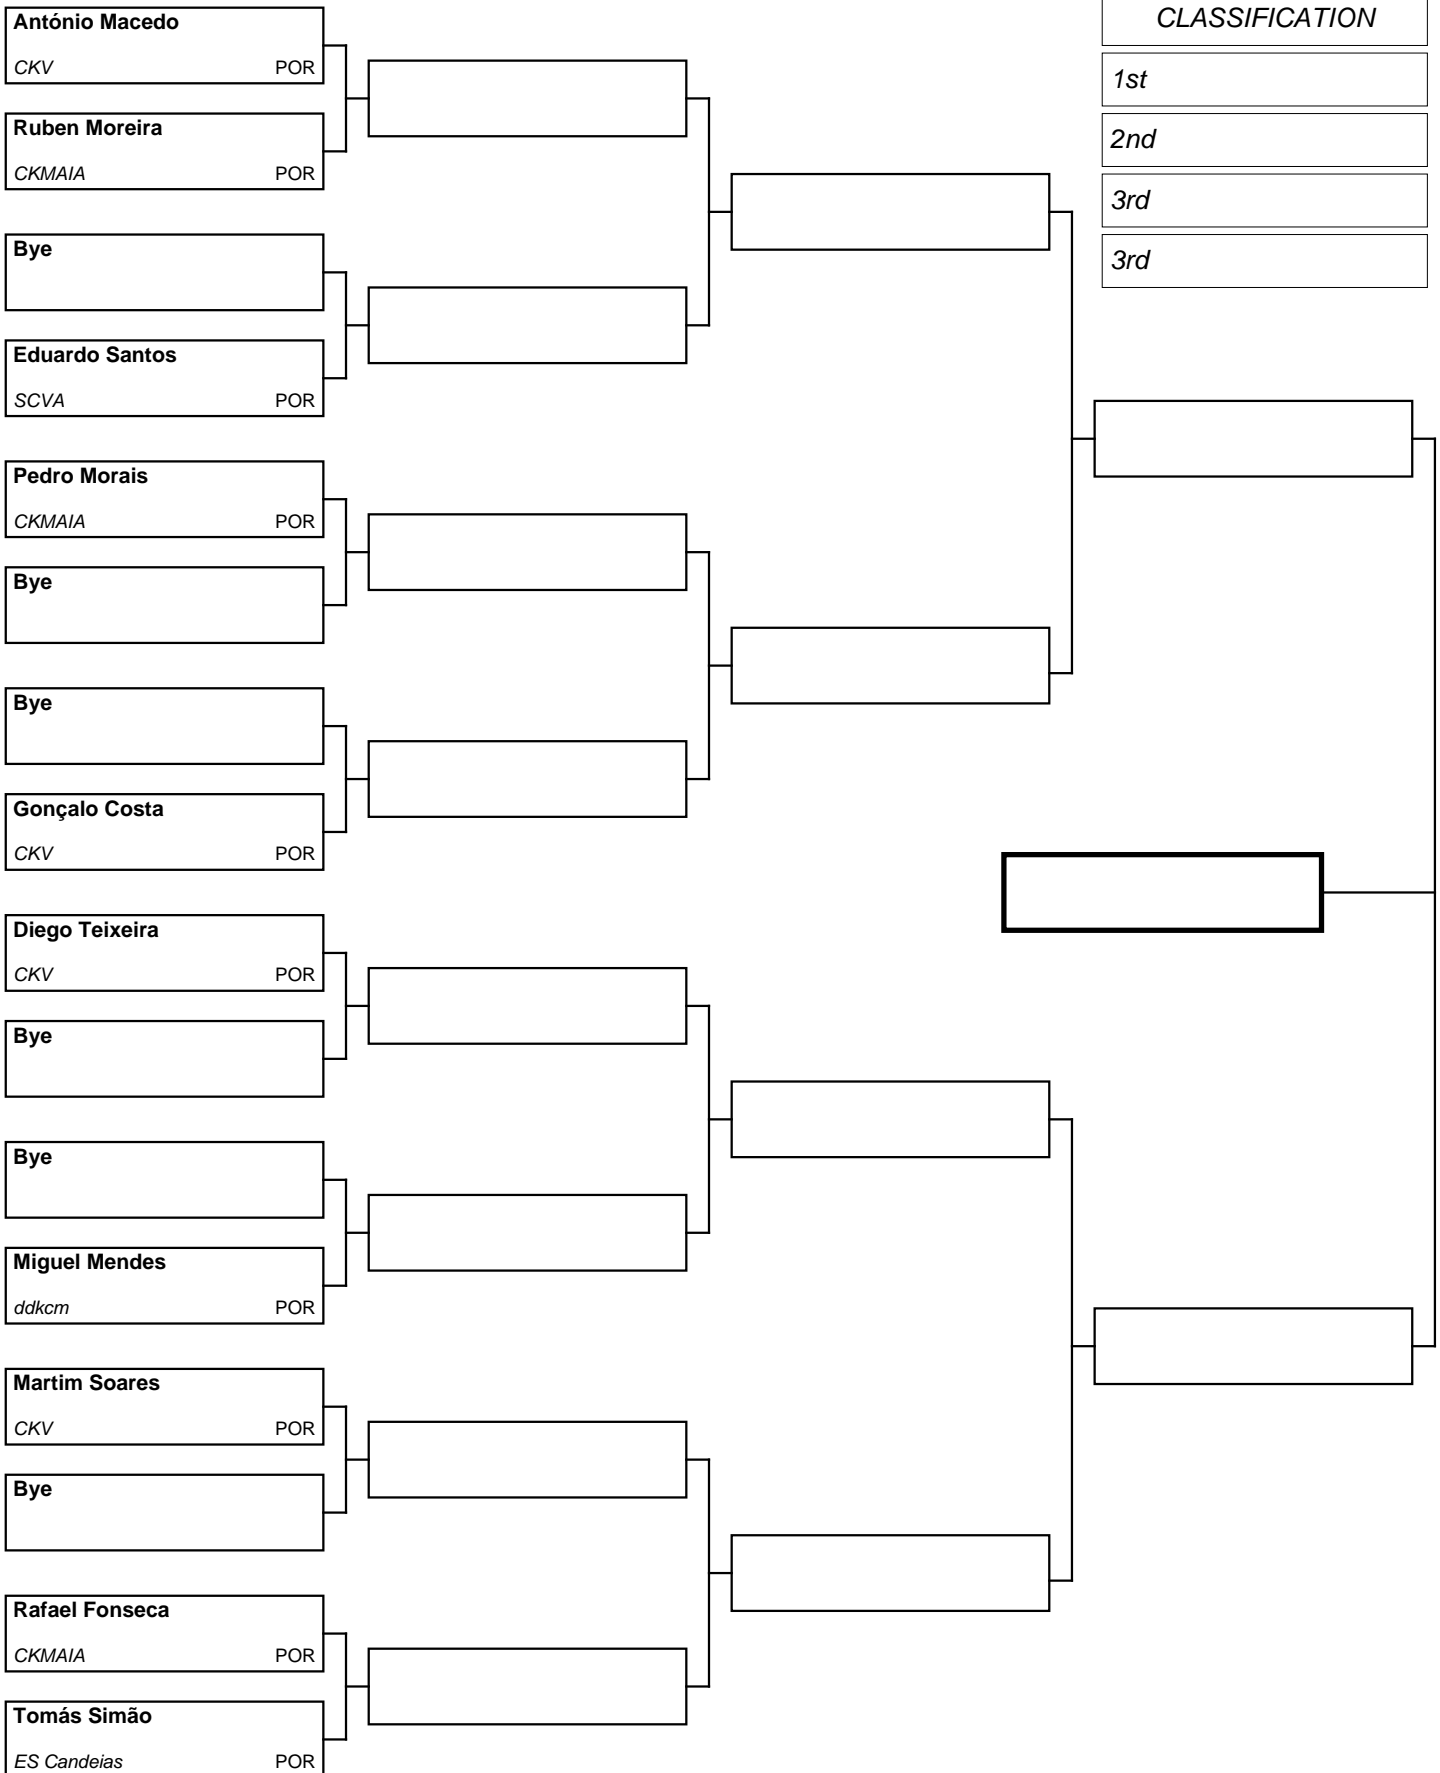 António Macedo
CKV POR
Ruben Moreira
CKMAIA POR
Bye
Eduardo Santos
SCVA POR
Pedro Morais
CKMAIA POR
Bye
Bye
Gonçalo Costa
CKV POR
Diego Teixeira
CKV POR
Bye
Bye
Miguel Mendes
ddkcm POR
Martim Soares
CKV POR
Bye
Rafael Fonseca
CKMAIA POR
Tomás Simão
ES Candeias POR
CLASSIFICATION
1st
2nd
3rd
3rd